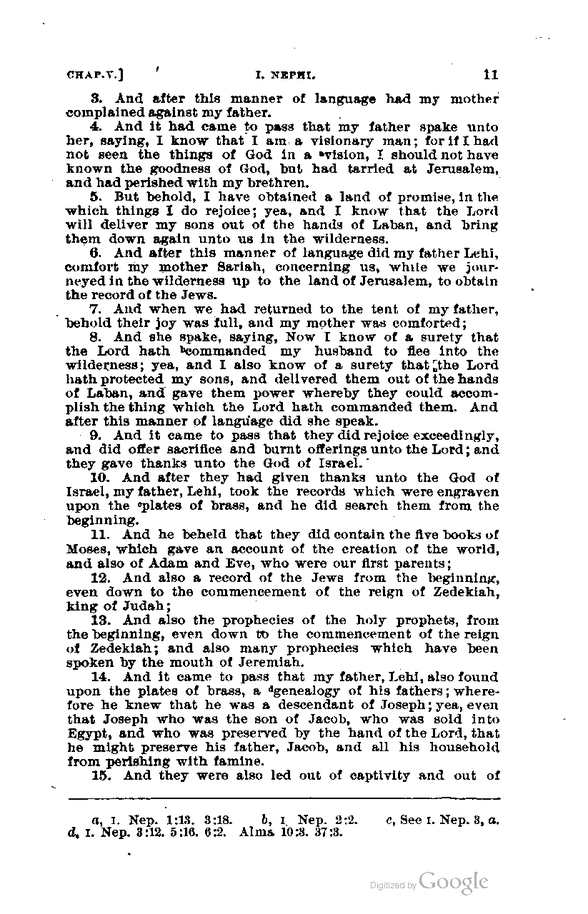 CHAP.V.] I. NEPHI. 11
3. And after this manner of language had my mother
complained against my father.
4. And it had came to pass that my father spake unto
her, saying, I know that I am a visionary man; for if I had
not seen the things of God in a ᵃvision, I should not have
known the goodness of God, but had tarried at Jerusalem,
and had perished with my brethren.
5. But behold, I have obtained a land of promise, in the
which things I do rejoice; yea, and I know that the Lord
will deliver my sons out of the hands of Laban, and bring
them down again unto us in the wilderness.
6. And after this manner of language did my father Lehi,
comfort my mother Sariah, concerning us, while we jour-
neyed in the wilderness up to the land of Jerusalem, to obtain
the record of the Jews.
7. And when we had returned to the tent of my father,
behold their joy was full, and my mother was comforted;
8. And she spake, saying, Now I know of a surety that
the Lord hath ᵇcommanded my husband to flee into the
wilderness; yea, and I also know of a surety that the Lord
hath protected my sons, and delivered them out of the hands
of Laban, and gave them power whereby they could accom-
plish the thing which the Lord hath commanded them. And
after this manner of language did she speak.
9. And it came to pass that they did rejoice exceedingly,
and did offer sacrifice and burnt offerings unto the Lord; and
they gave thanks unto the God of Israel.
10. And after they had given thanks unto the God of
Israel, my father, Lehi, took the records which were engraven
upon the ᶜplates of brass, and he did search them from the
beginning.
11. And he beheld that they did contain the five books of
Moses, which gave an account of the creation of the world,
and also of Adam and Eve, who were our first parents;
12. And also a record of the Jews from the beginning,
even down to the commencement of the reign of Zedekiah,
king of Judah;
13. And also the prophecies of the holy prophets, from
the beginning, even down to the commencement of the reign
of Zedekiah; and also many prophecies which have been
spoken by the mouth of Jeremiah.
14. And it came to pass that my father, Lehi, also found
upon the plates of brass, a ᵈgenealogy of his fathers; where-
fore he knew that he was a descendant of Joseph; yea, even
that Joseph who was the son of Jacob, who was sold into
Egypt, and who was preserved by the hand of the Lord, that
he might preserve his father, Jacob, and all his household
from perishing with famine.
15. And they were also led out of captivity and out of
a, I. Nep. 1:13. 3:18. b, I. Nep. 2:2. c, See I. Nep. 3, a.
d, I. Nep. 3:12. 5:16. 6:2. Alma 10:3. 37:3.
Digitized by Google